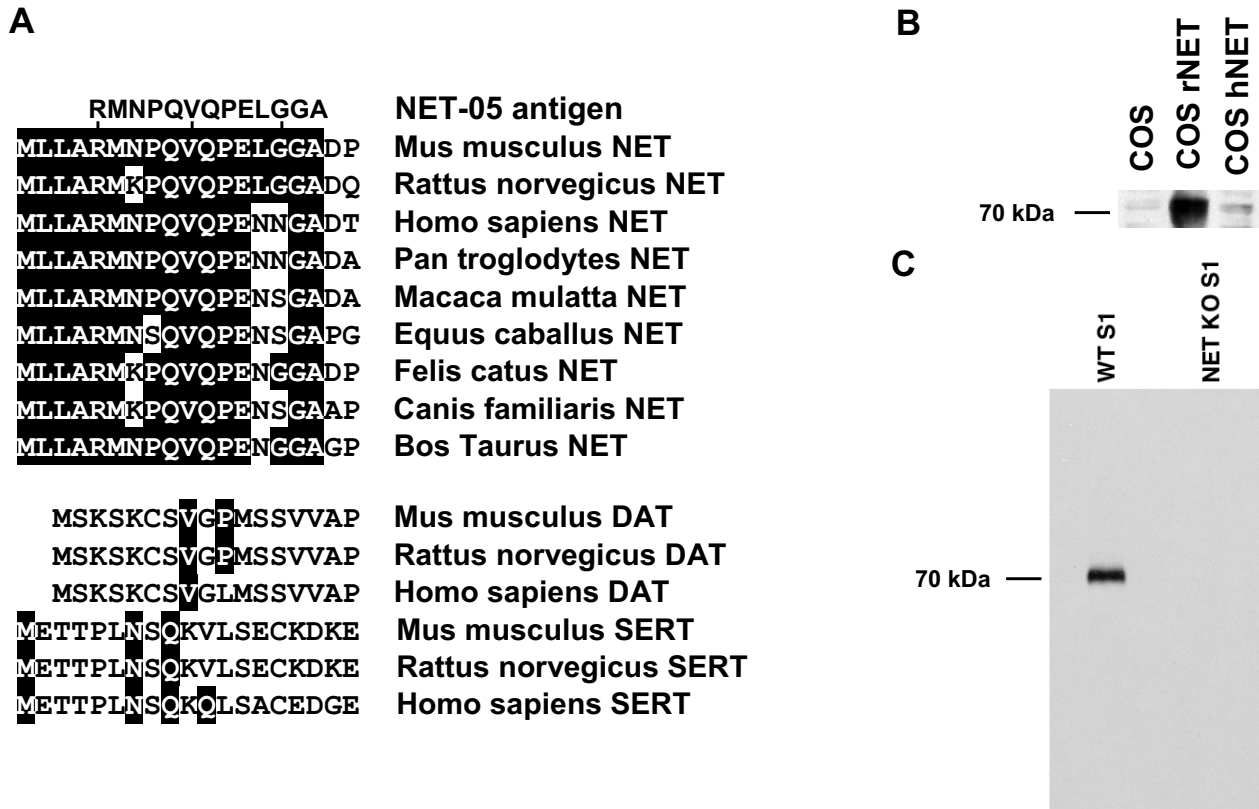 A
RMNPQVQPELGGA NET-05 antigen
MLLARMNPQVQPELGGADP Mus musculus NET
MLLARMKPQVQPELGGADQ Rattus norvegicus NET
MLLARMNPQVQPENNGADT Homo sapiens NET
MLLARMNPQVQPENNGADA Pan troglodytes NET
MLLARMNPQVQPENSGADA Macaca mulatta NET
MLLARMNSQVQPENSGAPG Equus caballus NET
MLLARMKPQVQPENGGADP Felis catus NET
MLLARMKPQVQPENSGAAP Canis familiaris NET
MLLARMNPQVQPENGGAGP Bos Taurus NET
MSKSKCSVGPMSSVVAP Mus musculus DAT
MSKSKCSVGPMSSVVAP Rattus norvegicus DAT
MSKSKCSVGLMSSVVAP Homo sapiens DAT
METTPLNSQKVLSECKDKE Mus musculus SERT
METTPLNSQKVLSECKDKE Rattus norvegicus SERT
METTPLNSQKQLSACEDGE Homo sapiens SERT
B
COS
COS rNET
COS hNET
70 kDa
C
WT S1
NET KO S1
70 kDa